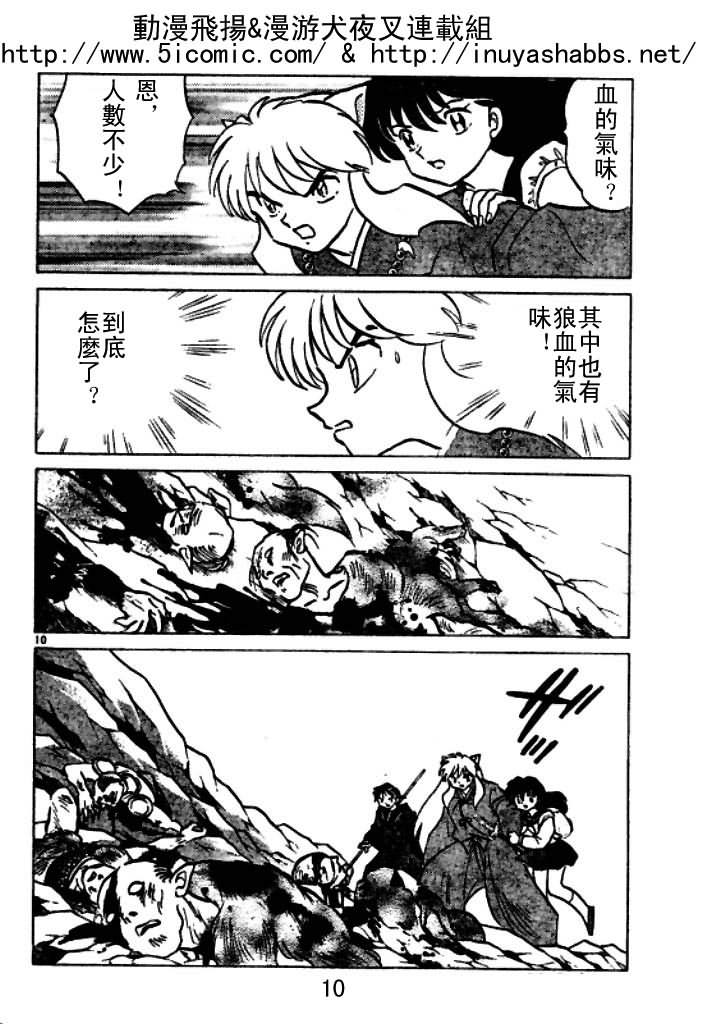 動漫飛揚&漫游犬夜叉連載組
http://www.5icomic.com/ & http://inuyashabbs.net/
血的氣味？
恩，
人數不少！
其中也有
狼血的氣
味！
到底
怎麼了？
10
10